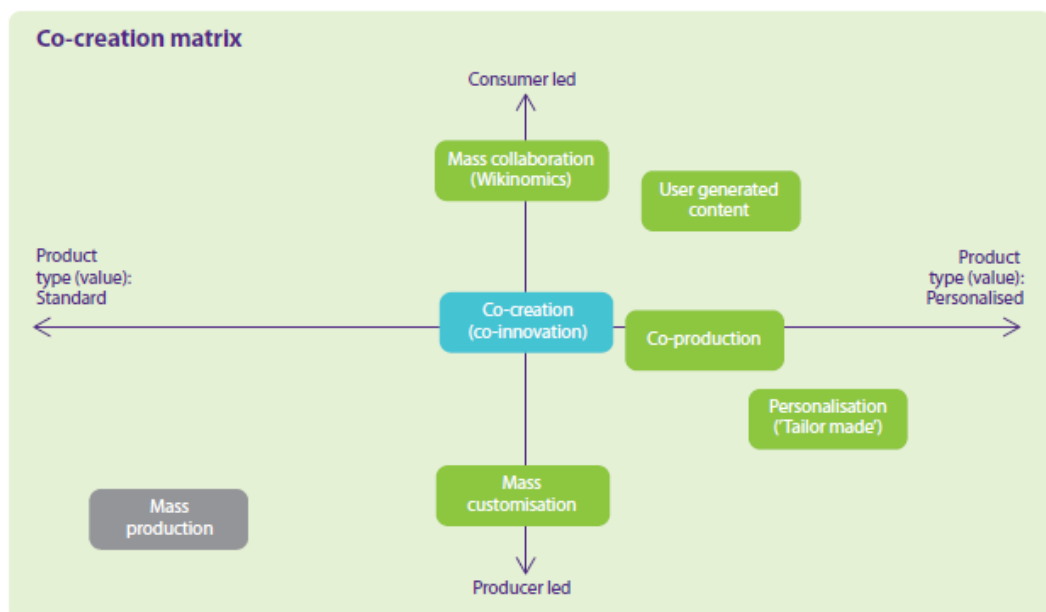 Co-creation matrix
Consumer led
Mass collaboration
(Wikinomics)
User generated
content
Product
type (value):
Standard
Product
type (value):
Personalised
Co-creation
(co-innovation)
Co-production
Personalisation
('Tailor made')
Mass
customisation
Mass
production
Producer led